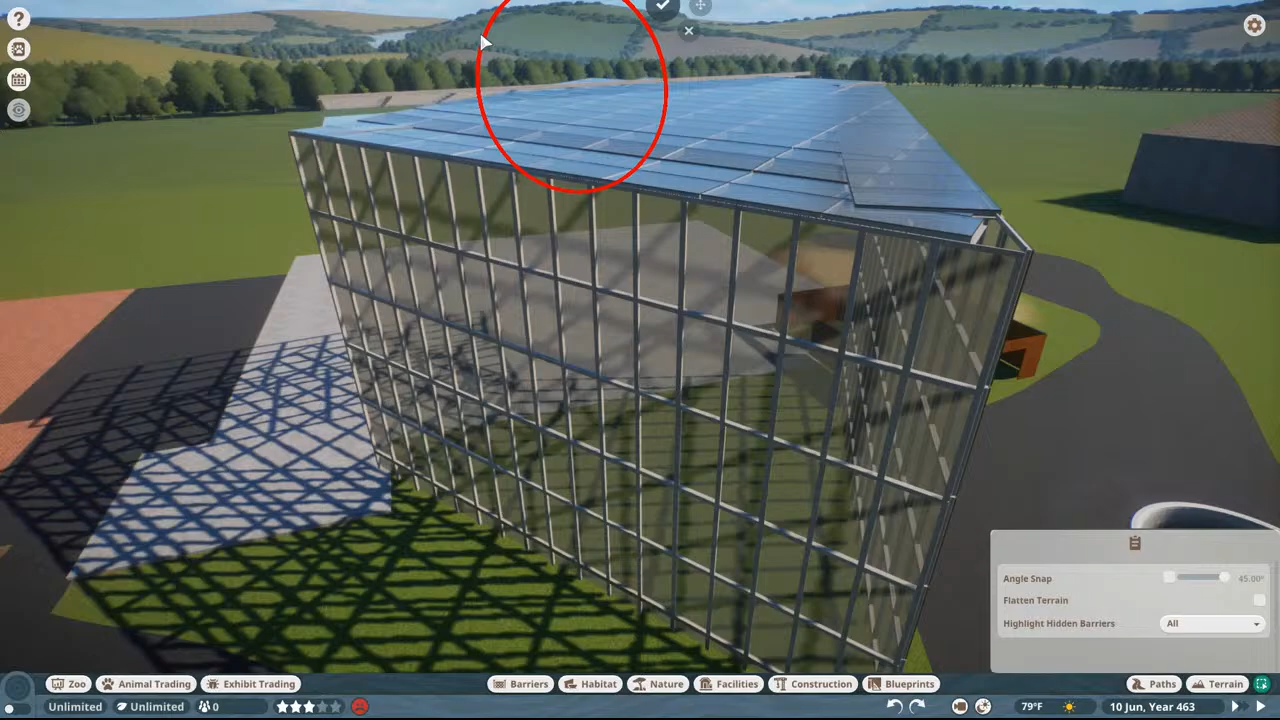 ?
Angle Snap 45.00°
Flatten Terrain
Highlight Hidden Barriers All
Zoo Animal Trading Exhibit Trading Barriers Habitat Nature Facilities Construction Blueprints Paths Terrain
Unlimited Unlimited 0 79°F 10 Jun, Year 463